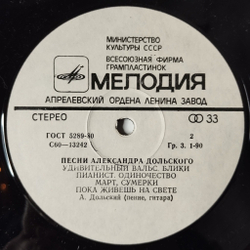 МИНИСТЕРСТВО
КУЛЬТУРЫ СССР
ВСЕСОЮЗНАЯ ФИРМА
ГРАМПЛАСТИНОК
МЕЛОДИЯ
АПРЕЛЕВСКИЙ ОРДЕНА ЛЕНИНА ЗАВОД
СТЕРЕО 33
ГОСТ 5289-80 2
С60—13242 Гр. 3. 1-90
ПЕСНИ АЛЕКСАНДРА ДОЛЬСКОГО
УДИВИТЕЛЬНЫЙ ВАЛЬС. БЛИКИ
ПИАНИСТ. ОДИНОЧЕСТВО
МАРТ, СУМЕРКИ
ПОКА ЖИВЕШЬ НА СВЕТЕ
А. Дольский (пение, гитара)